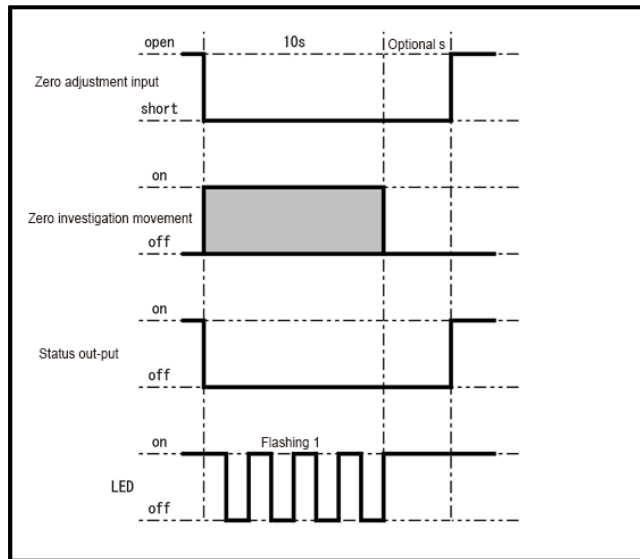 open 10s Optional s
Zero adjustment input
short
on
Zero investigation movement
off
on
Status out-put
off
on Flashing 1
LED
off